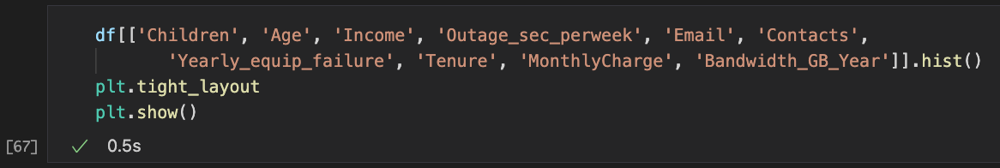 df[['Children', 'Age', 'Income', 'Outage_sec_perweek', 'Email', 'Contacts',
'Yearly_equip_failure', 'Tenure', 'MonthlyCharge', 'Bandwidth_GB_Year']].hist()
plt.tight_layout
plt.show()
[67] ✓ 0.5s